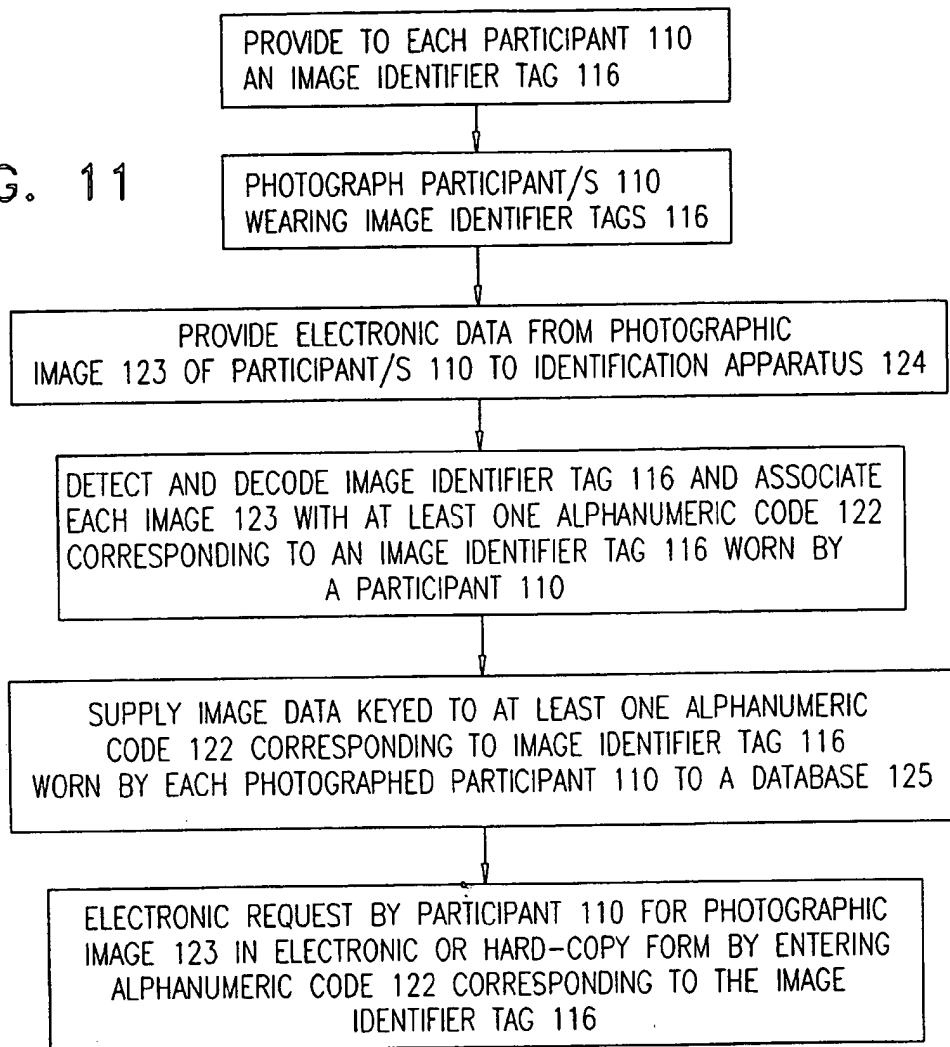 PROVIDE TO EACH PARTICIPANT 110
AN IMAGE IDENTIFIER TAG 116
G. 11
PHOTOGRAPH PARTICIPANT/S 110
WEARING IMAGE IDENTIFIER TAGS 116
PROVIDE ELECTRONIC DATA FROM PHOTOGRAPHIC
IMAGE 123 OF PARTICIPANT/S 110 TO IDENTIFICATION APPARATUS 124
DETECT AND DECODE IMAGE IDENTIFIER TAG 116 AND ASSOCIATE
EACH IMAGE 123 WITH AT LEAST ONE ALPHANUMERIC CODE 122
CORRESPONDING TO AN IMAGE IDENTIFIER TAG 116 WORN BY
A PARTICIPANT 110
SUPPLY IMAGE DATA KEYED TO AT LEAST ONE ALPHANUMERIC
CODE 122 CORRESPONDING TO IMAGE IDENTIFIER TAG 116
WORN BY EACH PHOTOGRAPHED PARTICIPANT 110 TO A DATABASE 125
ELECTRONIC REQUEST BY PARTICIPANT 110 FOR PHOTOGRAPHIC
IMAGE 123 IN ELECTRONIC OR HARD-COPY FORM BY ENTERING
ALPHANUMERIC CODE 122 CORRESPONDING TO THE IMAGE
IDENTIFIER TAG 116